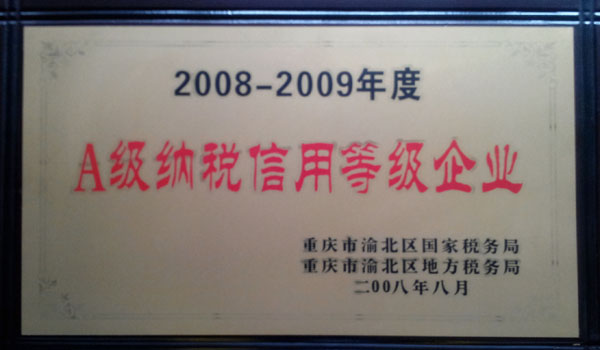 2008-2009年度
A级纳税信用等级企业
重庆市渝北区国家税务局
重庆市渝北区地方税务局
二00八年八月